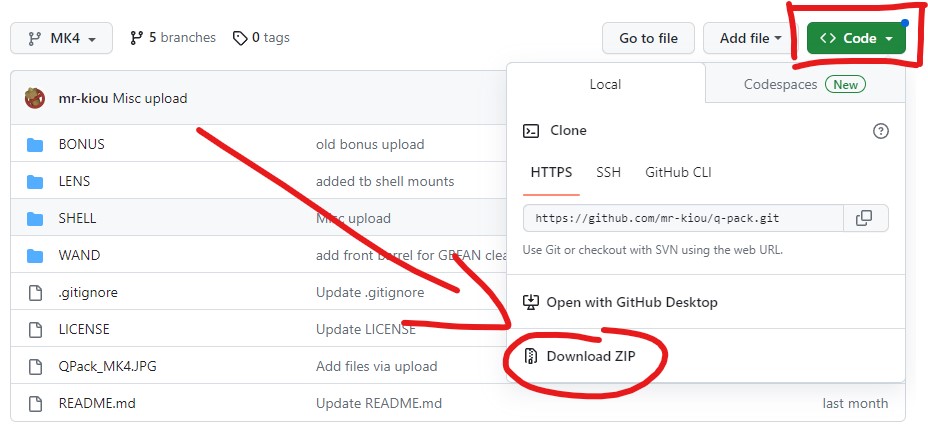 MK4 5 branches 0 tags Go to file Add file Code
mr-kiou Misc upload
Local Codespaces New
BONUS old bonus upload
Clone
LENS added tb shell mounts
HTTPS SSH GitHub CLI
SHELL Misc upload
https://github.com/mr-kiou/q-pack.git
WAND add front barrel for GEFAN clea
Use Git or checkout with SVN using the web URL.
.gitignore Update .gitignore
Open with GitHub Desktop
LICENSE Update LICENSE
Download ZIP
QPack_MK4.JPG Add files via upload
README.md Update README.md last month